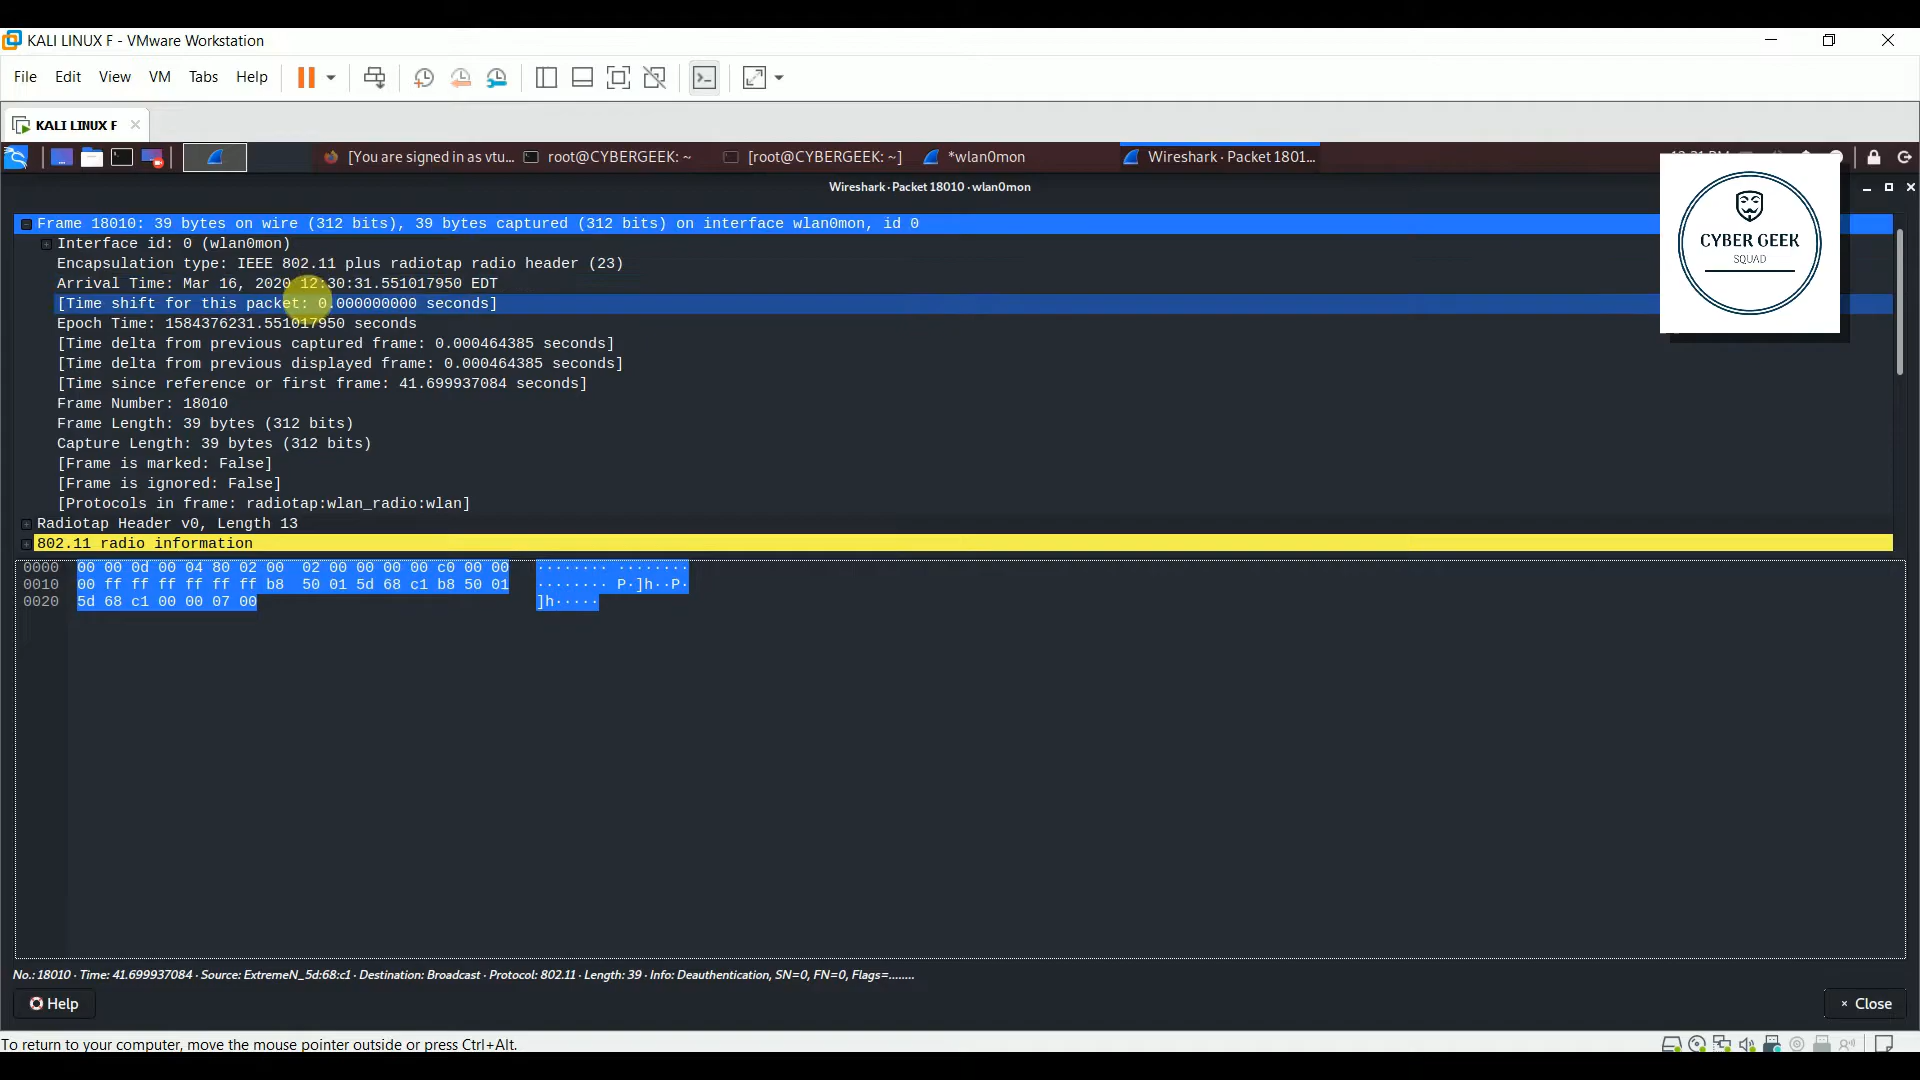 KALI LINUX F - VMware Workstation
File Edit View VM Tabs Help
KALI LINUX F
[You are signed in as vtu... root@CYBERGEEK: ~ [root@CYBERGEEK: ~] *wlan0mon Wireshark · Packet 1801...
Wireshark · Packet 18010 · wlan0mon
Frame 18010: 39 bytes on wire (312 bits), 39 bytes captured (312 bits) on interface wlan0mon, id 0
Interface id: 0 (wlan0mon)
Encapsulation type: IEEE 802.11 plus radiotap radio header (23)
Arrival Time: Mar 16, 2020 12:30:31.551017950 EDT
[Time shift for this packet: 0.000000000 seconds]
Epoch Time: 1584376231.551017950 seconds
[Time delta from previous captured frame: 0.000464385 seconds]
[Time delta from previous displayed frame: 0.000464385 seconds]
[Time since reference or first frame: 41.699937084 seconds]
Frame Number: 18010
Frame Length: 39 bytes (312 bits)
Capture Length: 39 bytes (312 bits)
[Frame is marked: False]
[Frame is ignored: False]
[Protocols in frame: radiotap:wlan_radio:wlan]
Radiotap Header v0, Length 13
802.11 radio information
CYBER GEEK
SQUAD
0000 00 00 0d 00 04 80 02 00 02 00 00 00 00 c0 00 00 ········ ········
0010 00 ff ff ff ff ff ff b8 50 01 5d 68 c1 b8 50 01 ········ P·]h··P·
0020 5d 68 c1 00 00 07 00 ]h·····
No.: 18010 · Time: 41.699937084 · Source: ExtremeN_5d:68:c1 · Destination: Broadcast · Protocol: 802.11 · Length: 39 · Info: Deauthentication, SN=0, FN=0, Flags=........
Help
Close
To return to your computer, move the mouse pointer outside or press Ctrl+Alt.